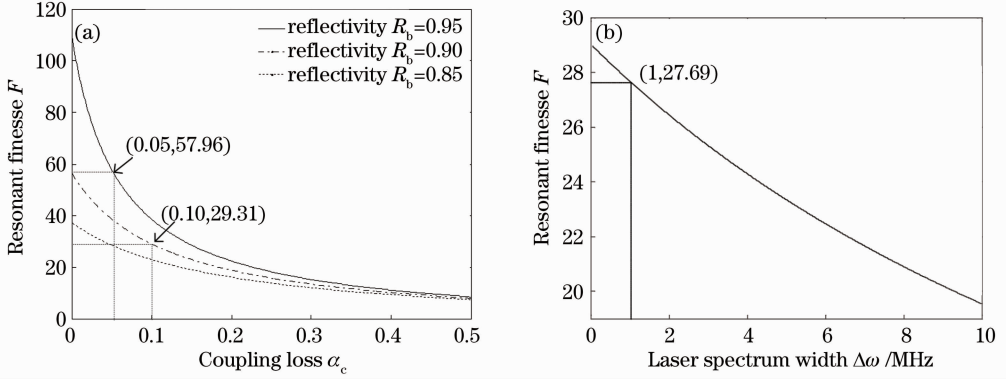 (a)
reflectivity R_b=0.95
reflectivity R_b=0.90
reflectivity R_b=0.85
(0.05,57.96)
(0.10,29.31)
Resonant finesse F
120
100
80
60
40
20
0
0 0.1 0.2 0.3 0.4 0.5
Coupling loss α_c
(b)
(1,27.69)
Resonant finesse F
30
28
26
24
22
20
0 2 4 6 8 10
Laser spectrum width Δω /MHz